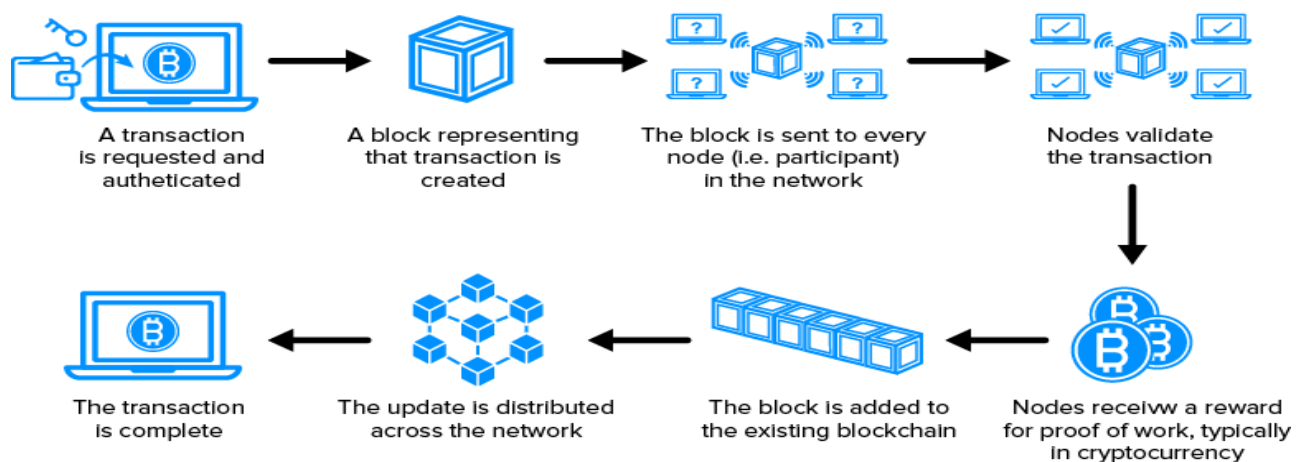 A transaction
is requested and
autheticated
A block representing
that transaction is
created
The block is sent to every
node (i.e. participant)
in the network
Nodes validate
the transaction
The transaction
is complete
The update is distributed
across the network
The block is added to
the existing blockchain
Nodes receivw a reward
for proof of work, typically
in cryptocurrency